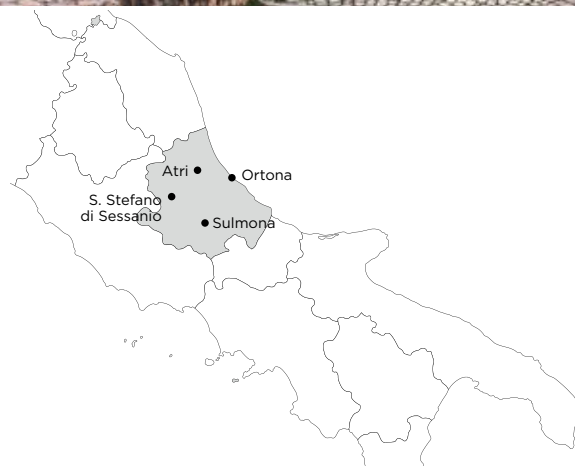 Atri
Ortona
S. Stefano
di Sessanio
Sulmona